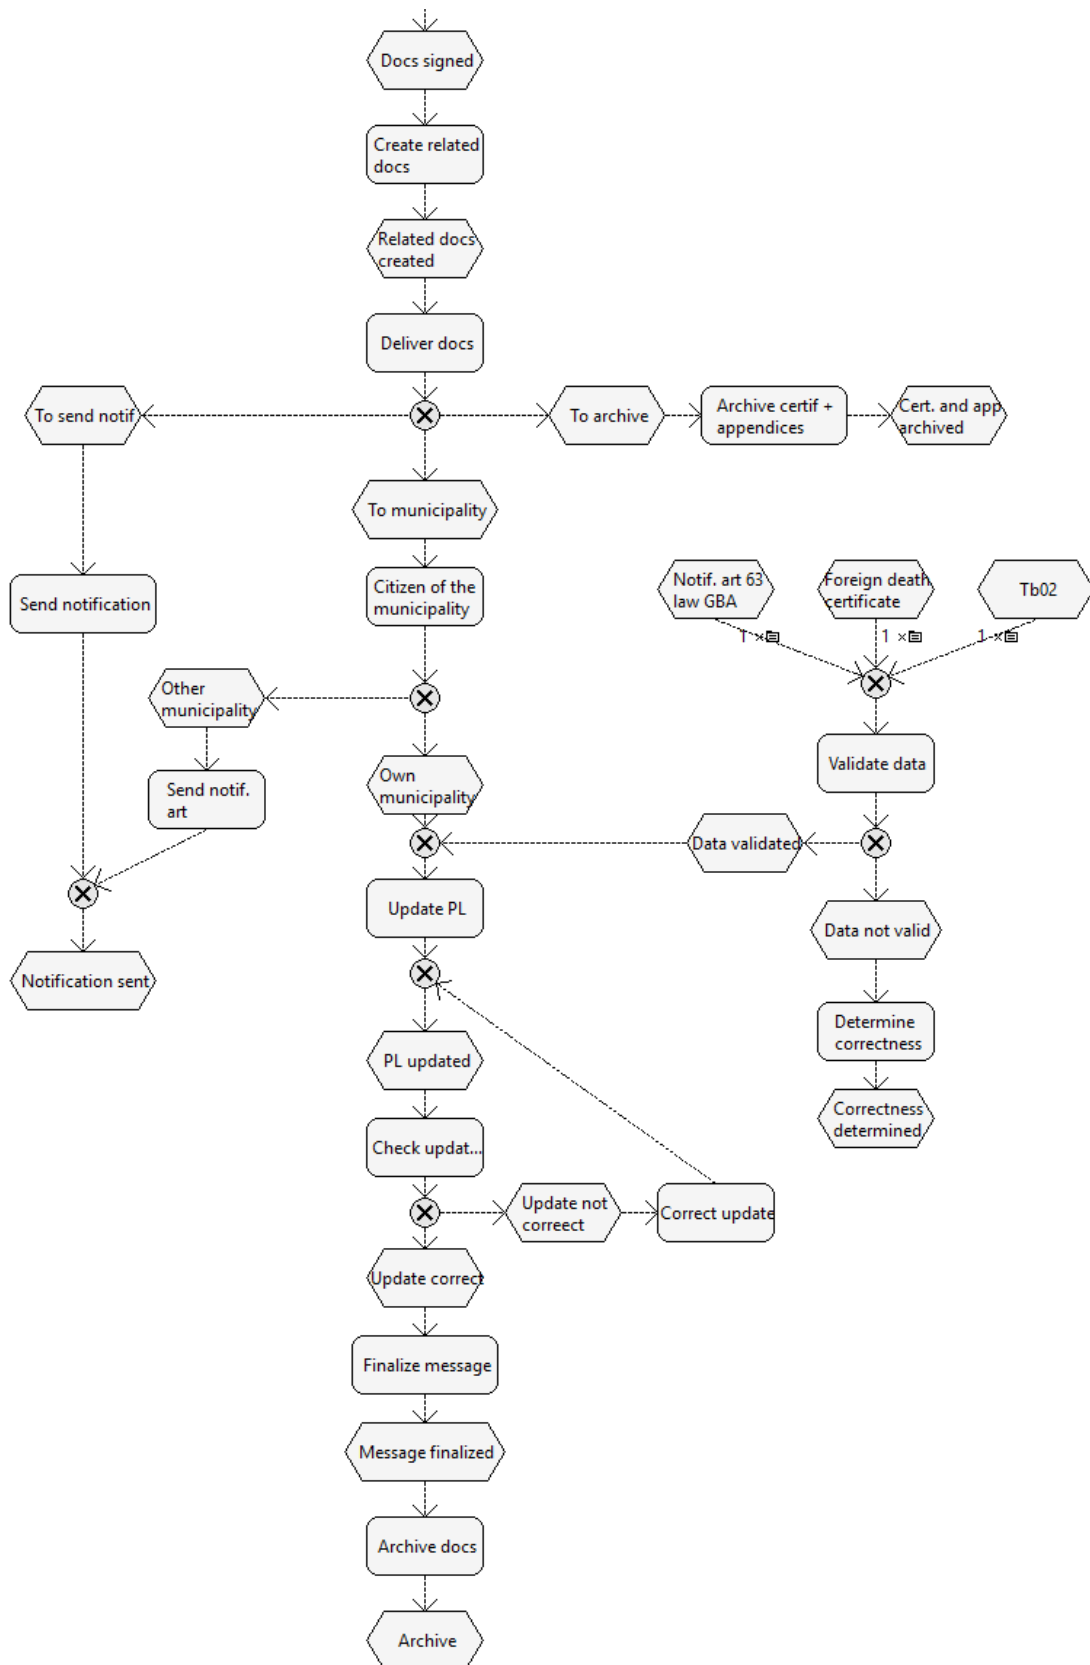 Docs signed
Create related
docs
Related docs
created
Deliver docs
To send notif
To archive
Archive certif +
appendices
Cert. and app
archived
To municipality
Send notification
Citizen of the
municipality
Notif. art 63
law GBA
Foreign death
certificate
Tb02
1 ×
1 ×
1 ×
Other
municipality
Own
municipality
Validate data
Send notif.
art
Data validated
Update PL
Data not valid
Notification sent
Determine
correctness
PL updated
Correctness
determined
Check updat...
Update not
correect
Correct update
Update correct
Finalize message
Message finalized
Archive docs
Archive